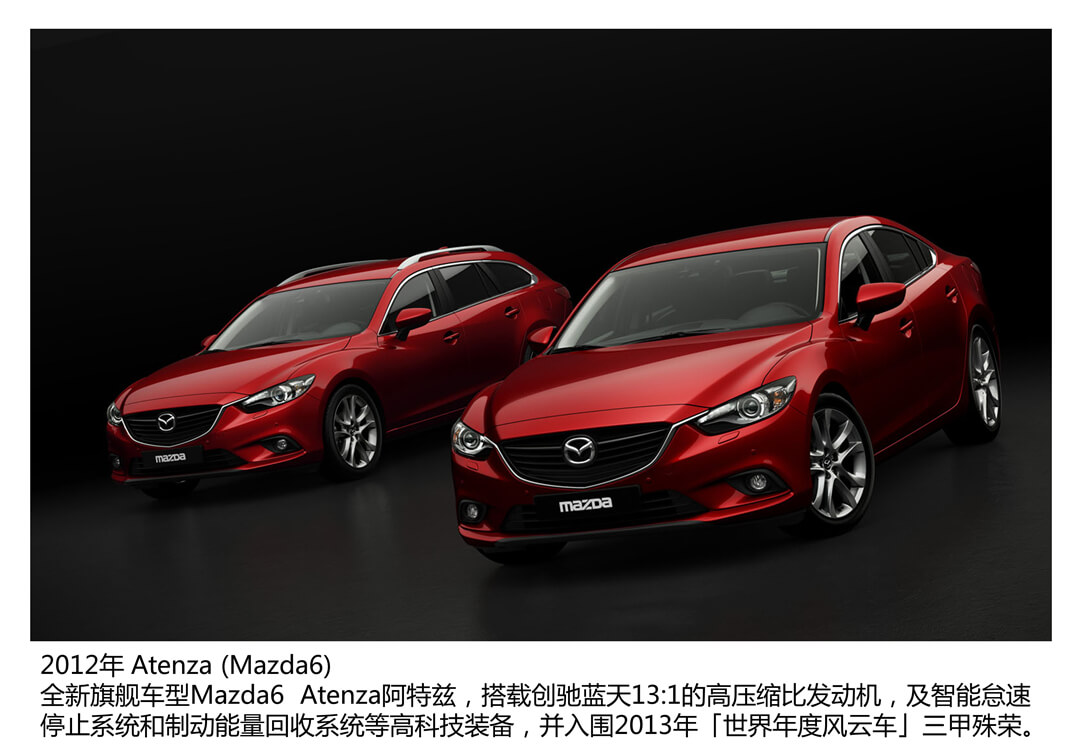 mazda
mazda
2012年 Atenza (Mazda6)
全新旗舰车型Mazda6 Atenza阿特兹，搭载创驰蓝天13:1的高压缩比发动机，及智能怠速
停止系统和制动能量回收系统等高科技装备，并入围2013年「世界年度风云车」三甲殊荣。